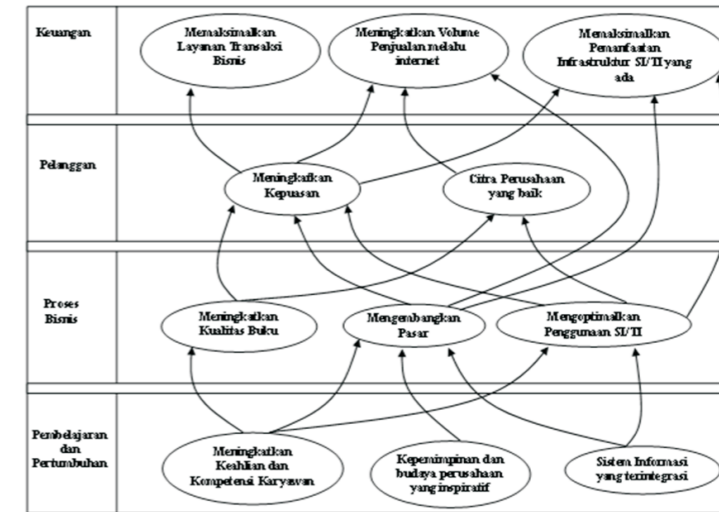 Keuangan
Memaksimalkan
Layanan Transaksi
Bisnis
Meningkatkan Volume
Penjualan melalu
internet
Memaksimalkan
Pemanfaatan
Infrastruktur SI/TI yang
ada
Pelanggan
Meningkatkan
Kepuasan
Citra Perusahaan
yang baik
Proses
Bisnis
Meningkatkan
Kualitas Buku
Mengembangkan
Pasar
Mengoptimalkan
Penggunaan SI/TI
Pembelajaran
dan
Pertumbuhan
Meningkatkan
Keahlian dan
Kompetensi Karyawan
Kepemimpinan dan
budaya perusahaan
yang inspiratif
Sistem Informasi
yang terintegrasi